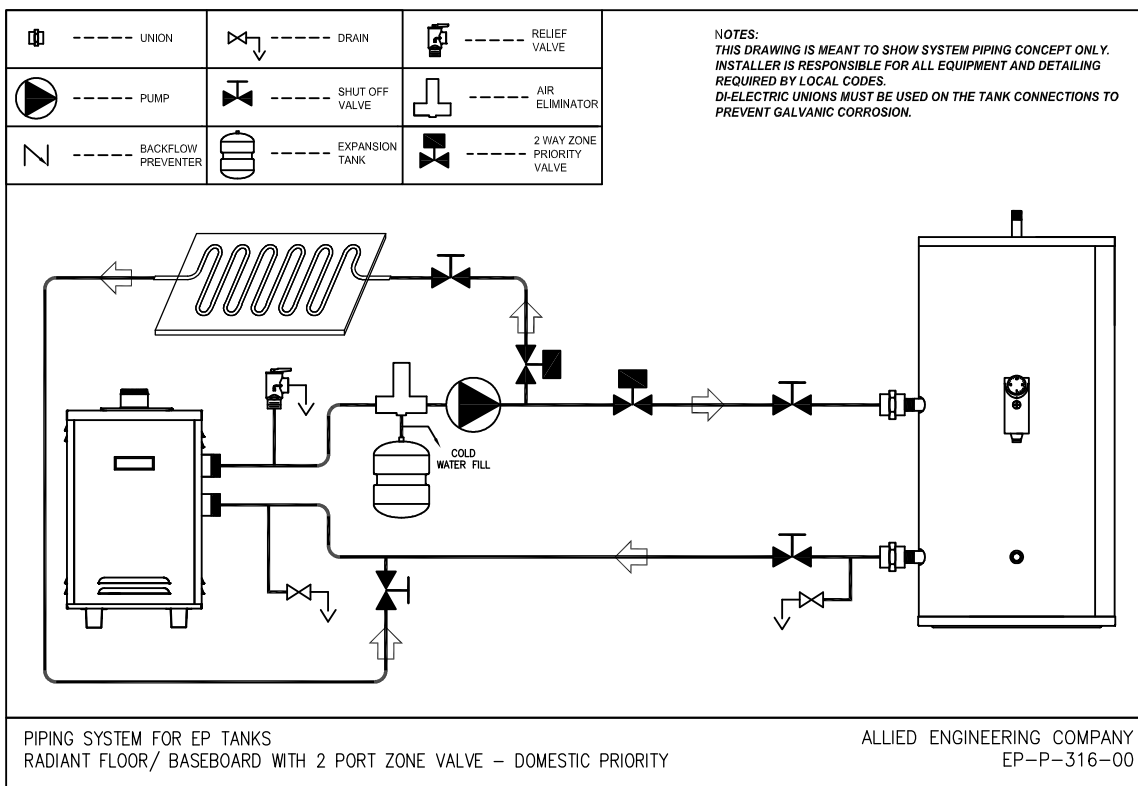 UNION
DRAIN
RELIEF
VALVE
PUMP
SHUT OFF
VALVE
AIR
ELIMINATOR
BACKFLOW
PREVENTER
EXPANSION
TANK
2 WAY ZONE
PRIORITY
VALVE
NOTES:
THIS DRAWING IS MEANT TO SHOW SYSTEM PIPING CONCEPT ONLY.
INSTALLER IS RESPONSIBLE FOR ALL EQUIPMENT AND DETAILING
REQUIRED BY LOCAL CODES.
DI-ELECTRIC UNIONS MUST BE USED ON THE TANK CONNECTIONS TO
PREVENT GALVANIC CORROSION.
COLD
WATER FILL
PIPING SYSTEM FOR EP TANKS
RADIANT FLOOR/ BASEBOARD WITH 2 PORT ZONE VALVE – DOMESTIC PRIORITY
ALLIED ENGINEERING COMPANY
EP–P–316–00